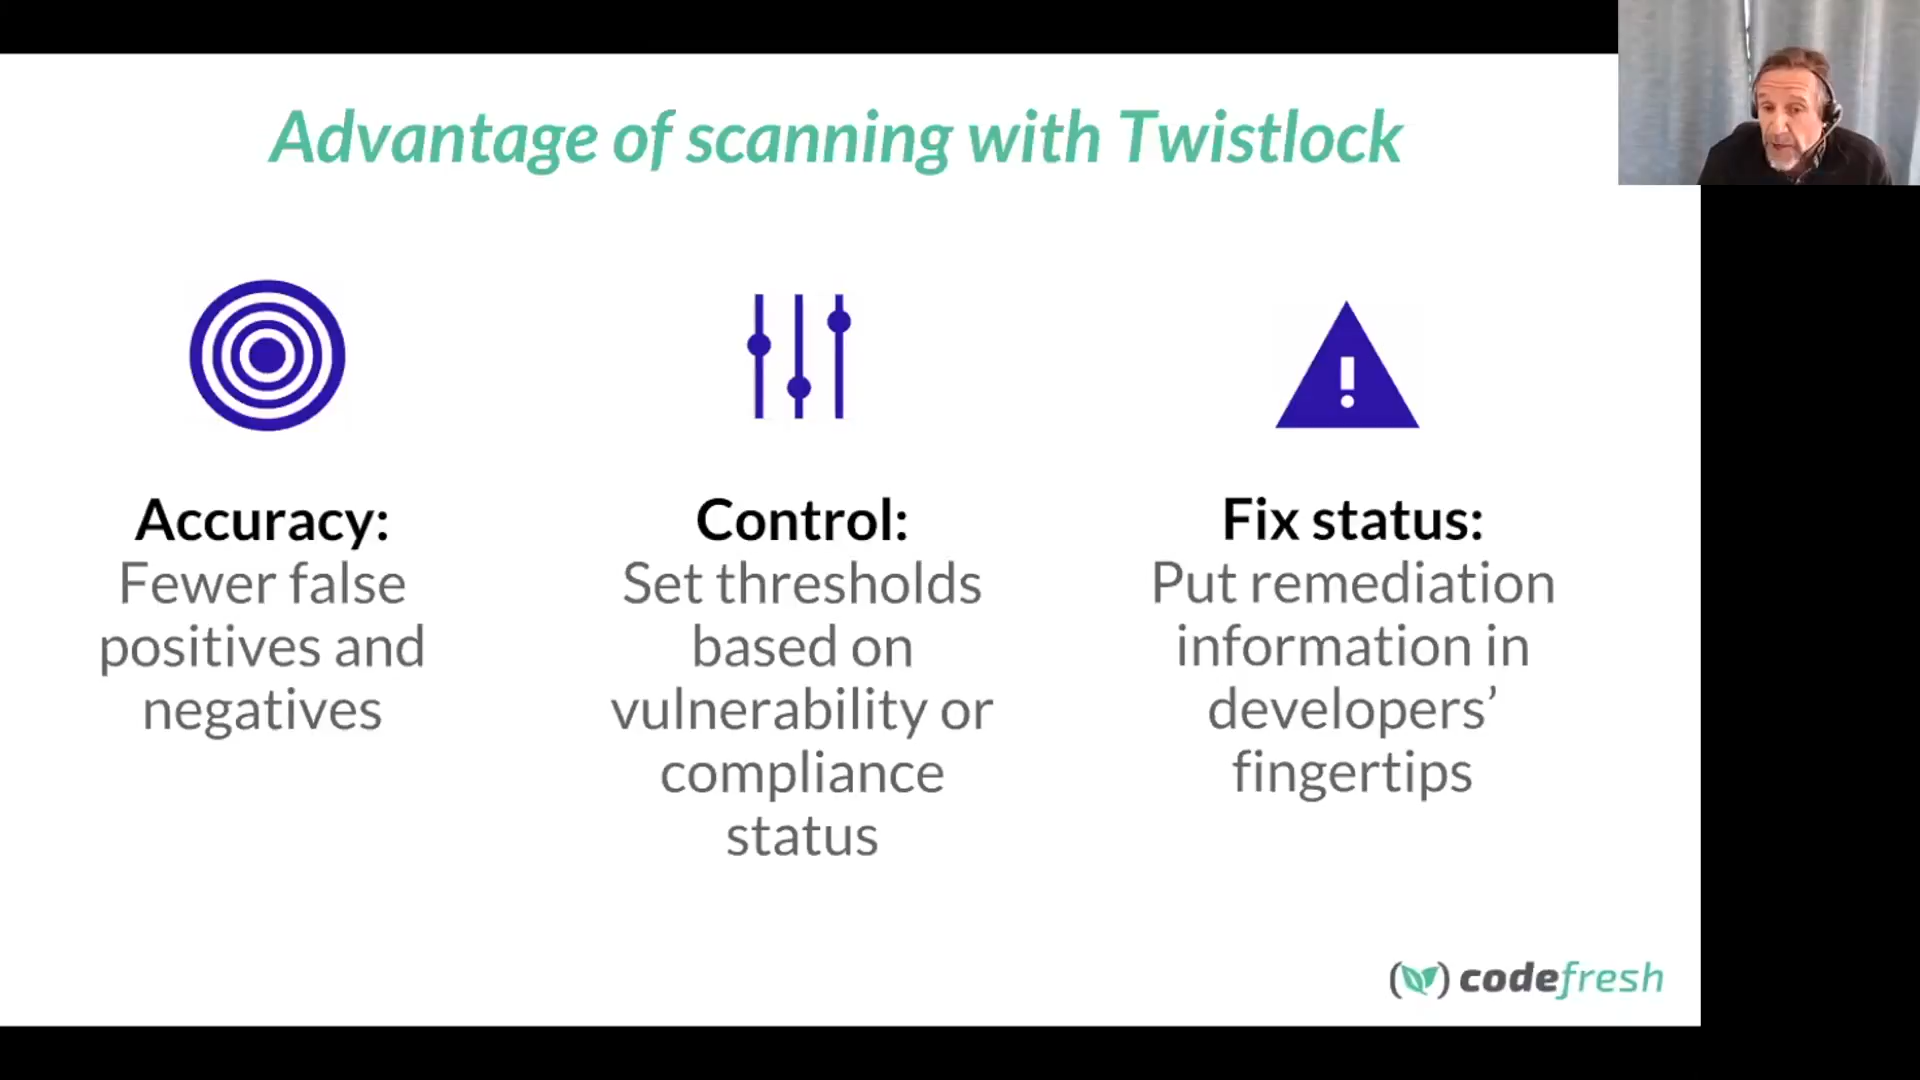 Advantage of scanning with Twistlock
Accuracy:
Fewer false
positives and
negatives
Control:
Set thresholds
based on
vulnerability or
compliance
status
Fix status:
Put remediation
information in
developers’
fingertips
codefresh